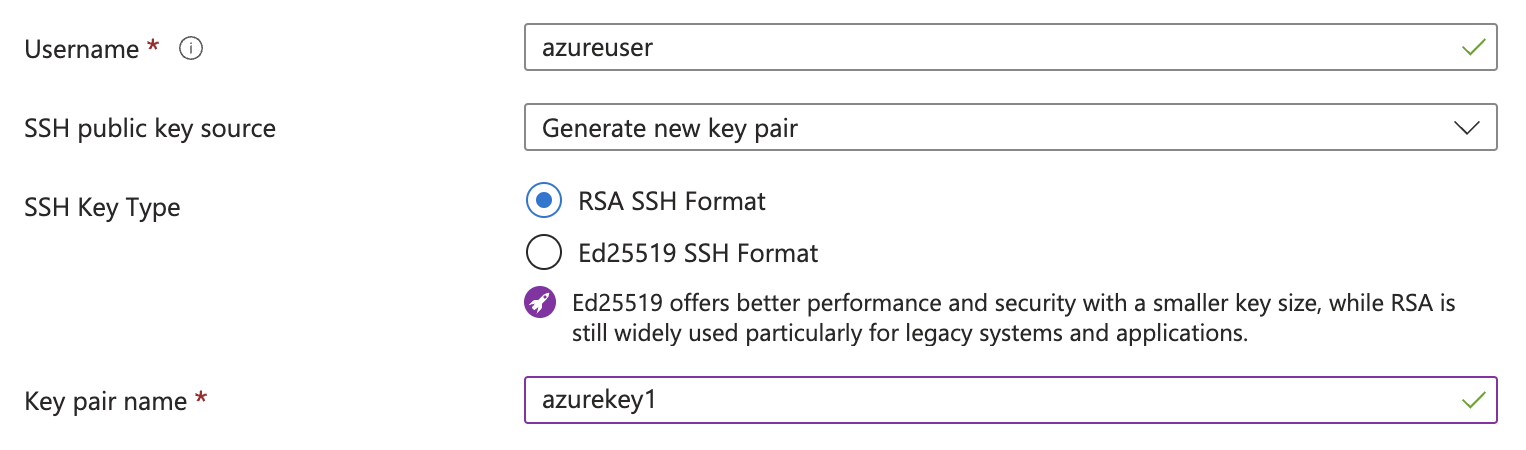 Username *
azureuser
SSH public key source
Generate new key pair
SSH Key Type
RSA SSH Format
Ed25519 SSH Format
Ed25519 offers better performance and security with a smaller key size, while RSA is
still widely used particularly for legacy systems and applications.
Key pair name *
azurekey1